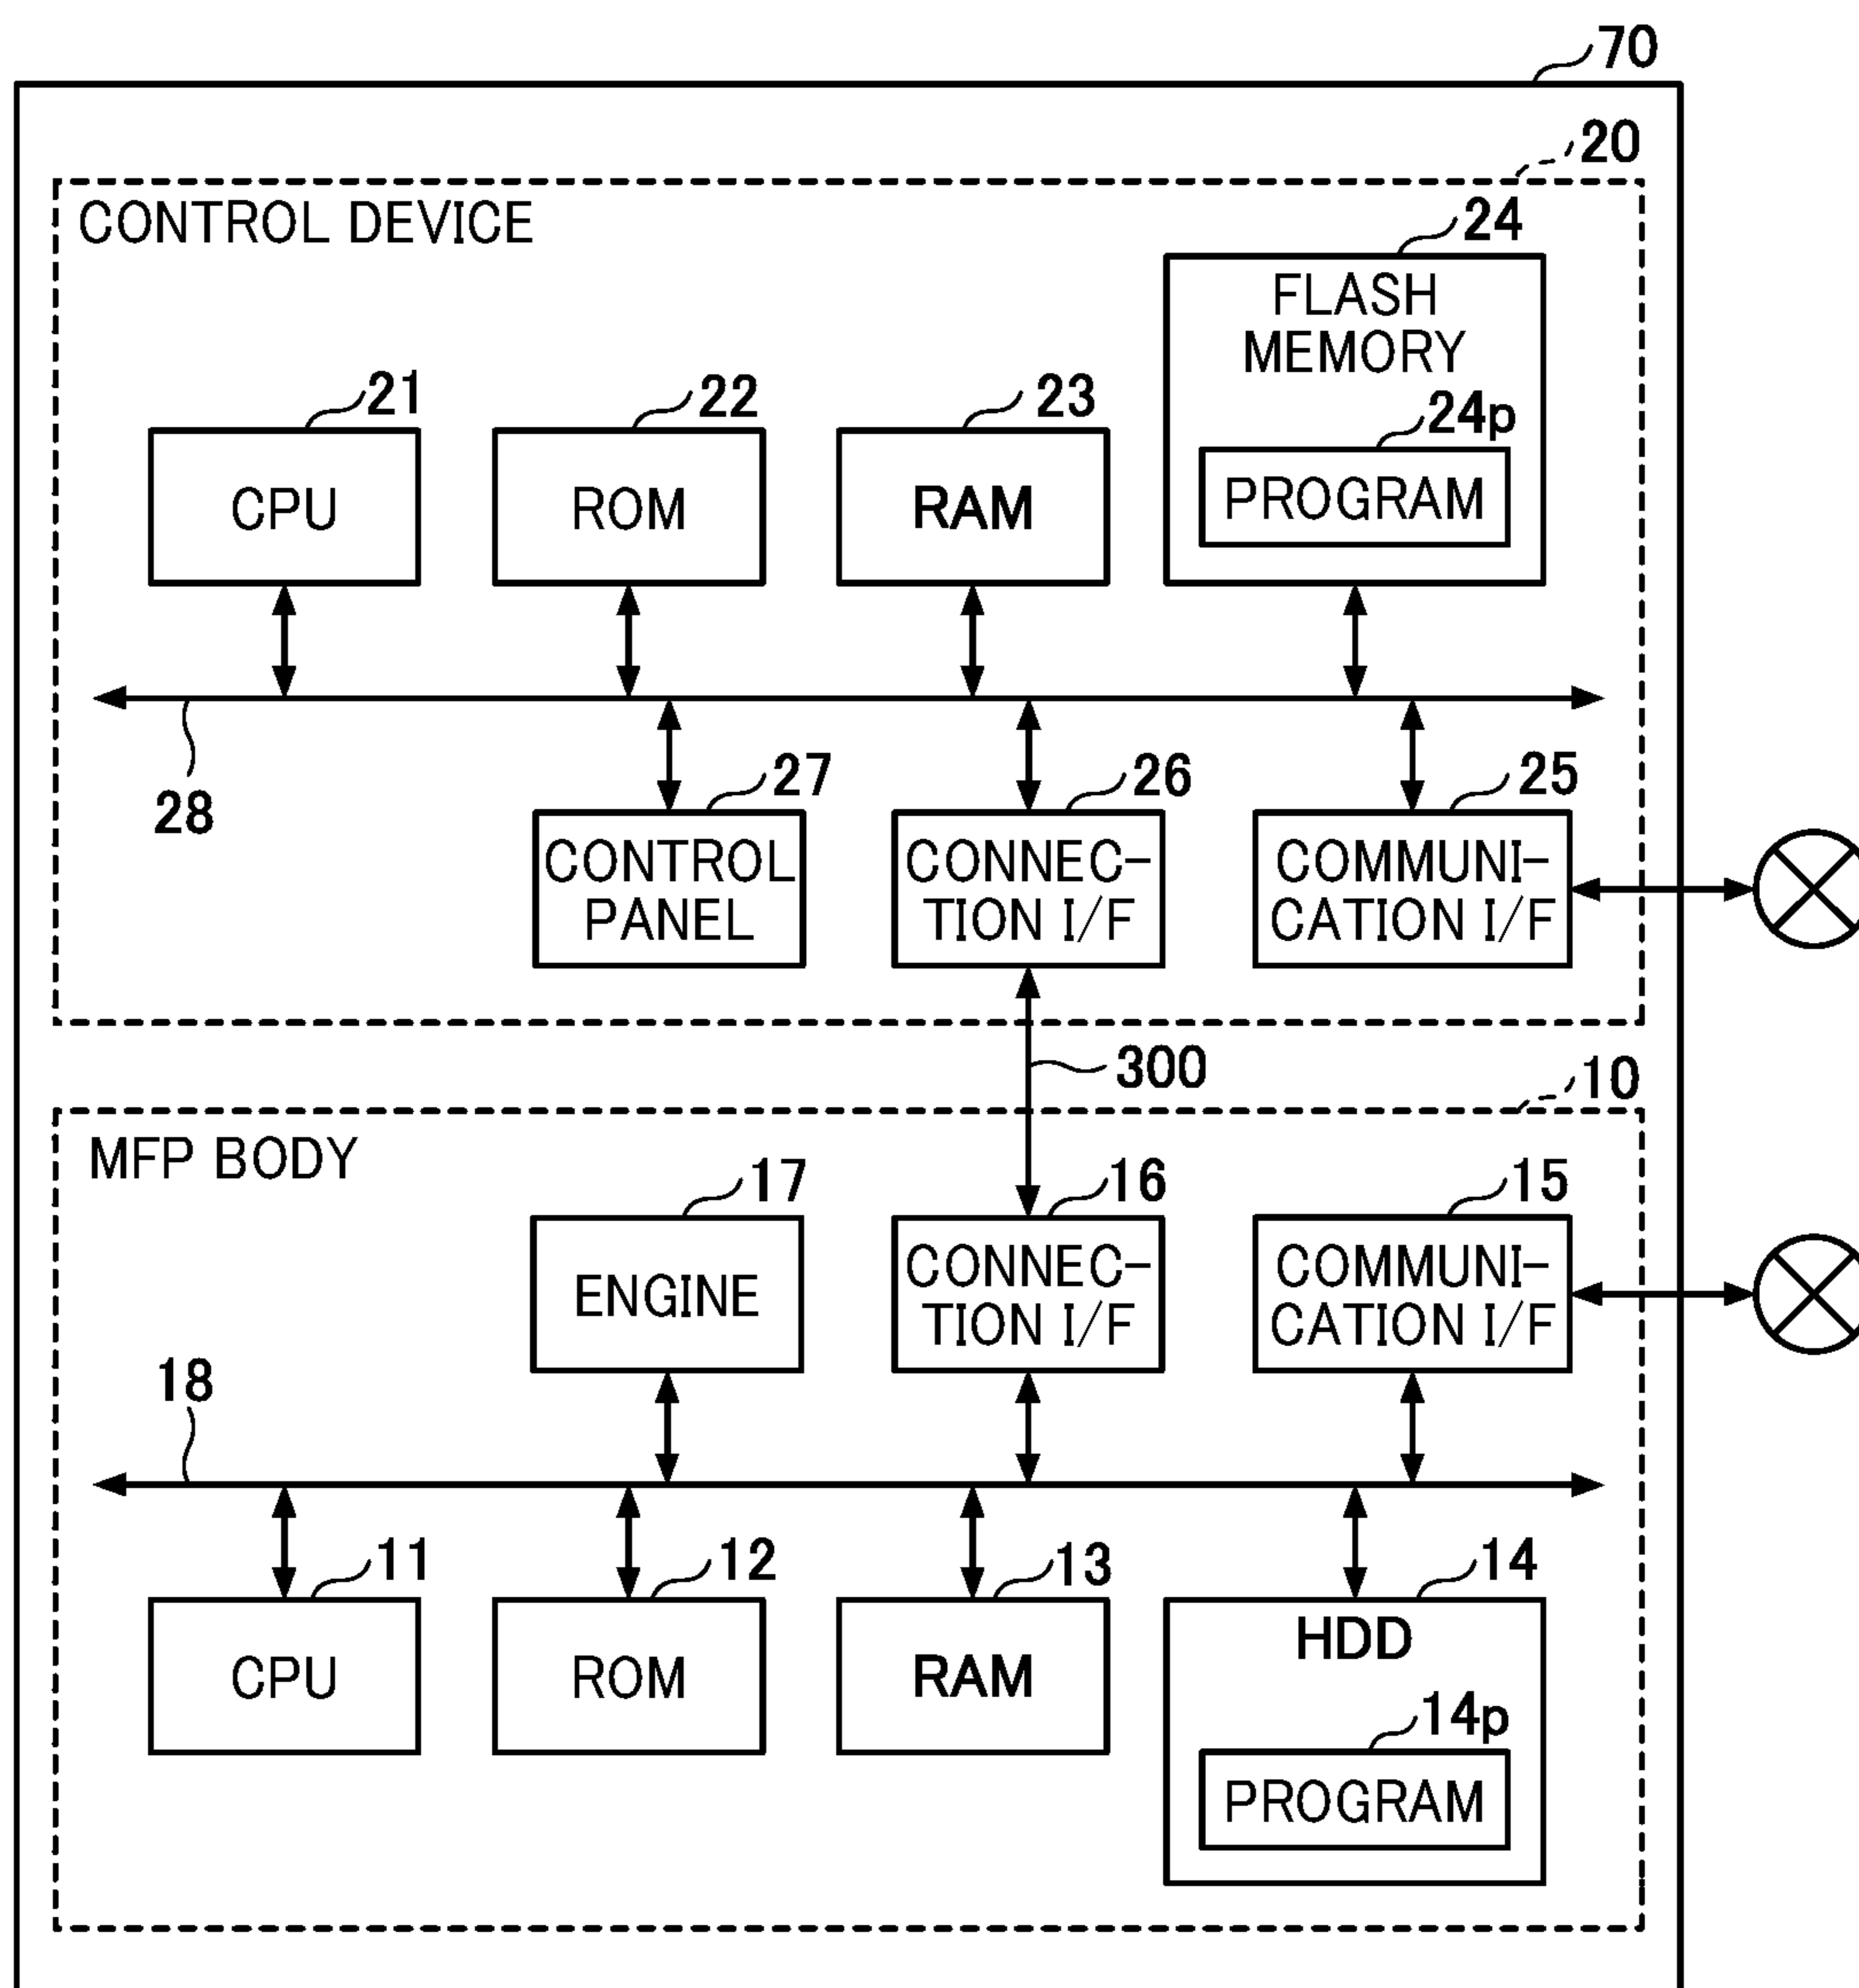 70
20
CONTROL DEVICE
24
FLASH
MEMORY
21
22
23
24p
CPU
ROM
RAM
PROGRAM
28
27
26
25
CONTROL
PANEL
CONNEC-
TION I/F
COMMUNI-
CATION I/F
300
10
MFP BODY
17
16
15
ENGINE
CONNEC-
TION I/F
COMMUNI-
CATION I/F
18
11
12
13
14
CPU
ROM
RAM
HDD
14p
PROGRAM